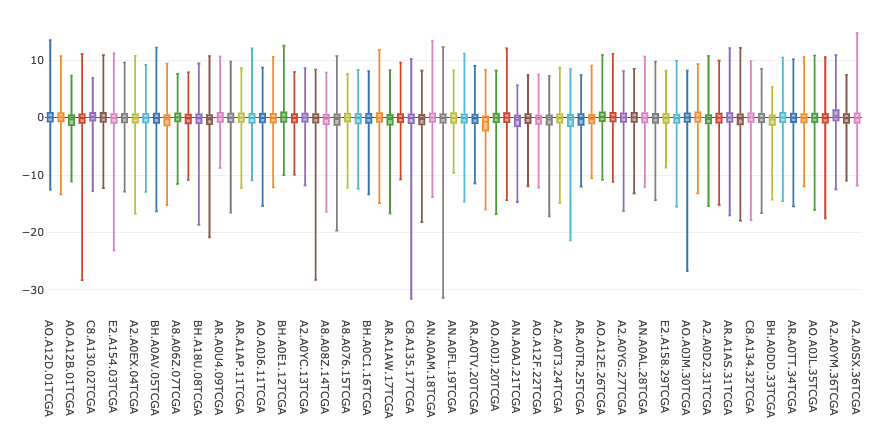 10
0
−10
−20
−30
AO.A12D.01TCGA
AO.A12B.01TCGA
C8.A130.02TCGA
E2.A154.03TCGA
A2.A0EX.04TCGA
BH.A0AV.05TCGA
A8.A06Z.07TCGA
BH.A18U.08TCGA
AR.A0U4.09TCGA
AR.A1AP.11TCGA
AO.A0J6.11TCGA
BH.A0E1.12TCGA
A2.A0YC.13TCGA
A8.A08Z.14TCGA
A8.A076.15TCGA
BH.A0C1.16TCGA
AR.A1AW.17TCGA
C8.A135.17TCGA
AN.A0AM.18TCGA
AN.A0FL.19TCGA
AR.A0TV.20TCGA
AO.A0JJ.20TCGA
AN.A0AJ.21TCGA
AO.A12F.22TCGA
A2.A0T3.24TCGA
AR.A0TR.25TCGA
AO.A12E.26TCGA
A2.A0YG.27TCGA
AN.A0AL.28TCGA
E2.A158.29TCGA
AO.A0JM.30TCGA
A2.A0D2.31TCGA
AR.A1AS.31TCGA
C8.A134.32TCGA
BH.A0DD.33TCGA
AR.A0TT.34TCGA
AO.A0JL.35TCGA
A2.A0YM.36TCGA
A2.A0SX.36TCGA